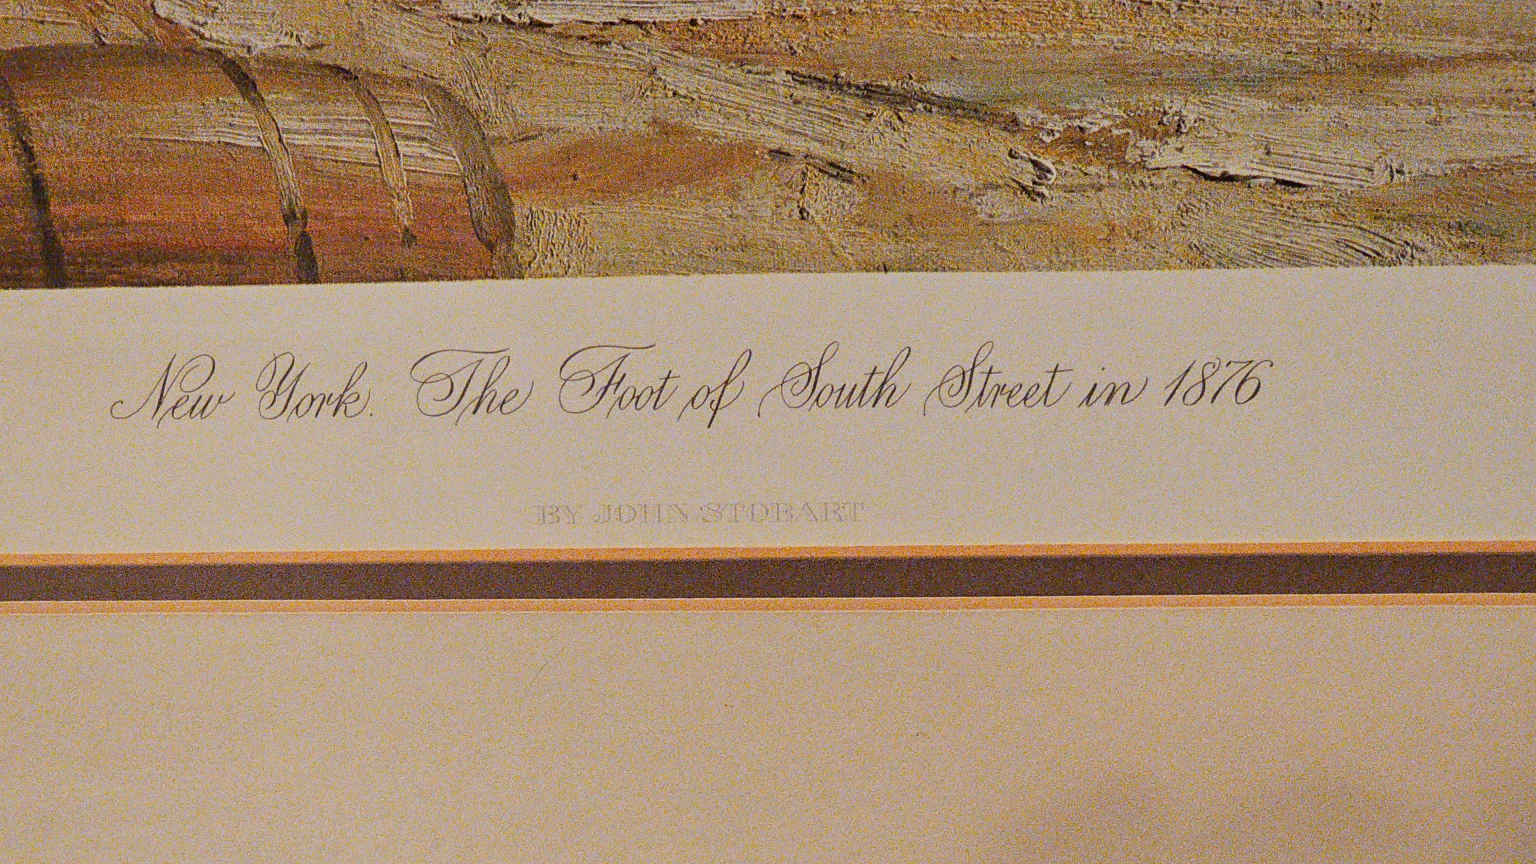 New York. The Foot of South Street in 1876
BY JOHN STOBART